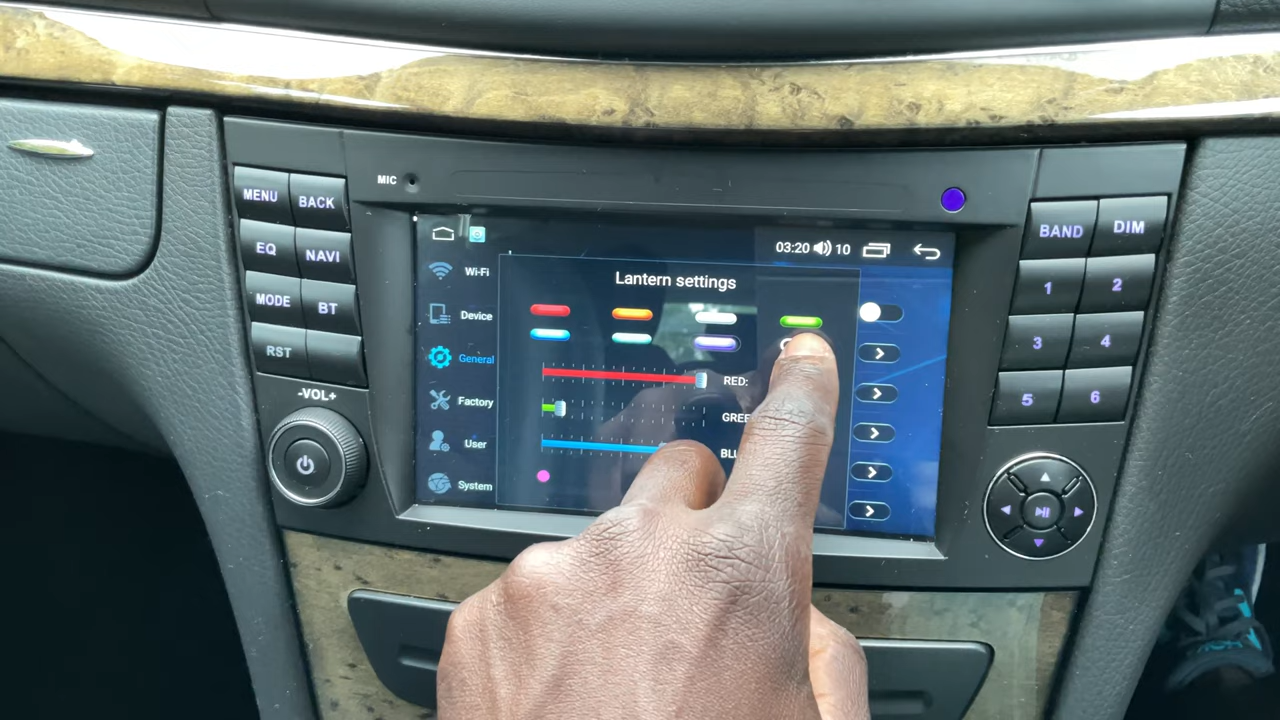 MIC
MENU
BACK
EQ
NAVI
MODE
BT
RST
-VOL+
03:20
10
Wi-Fi
Device
General
Factory
User
System
Lantern settings
RED:
BAND
DIM
1
2
3
4
5
6